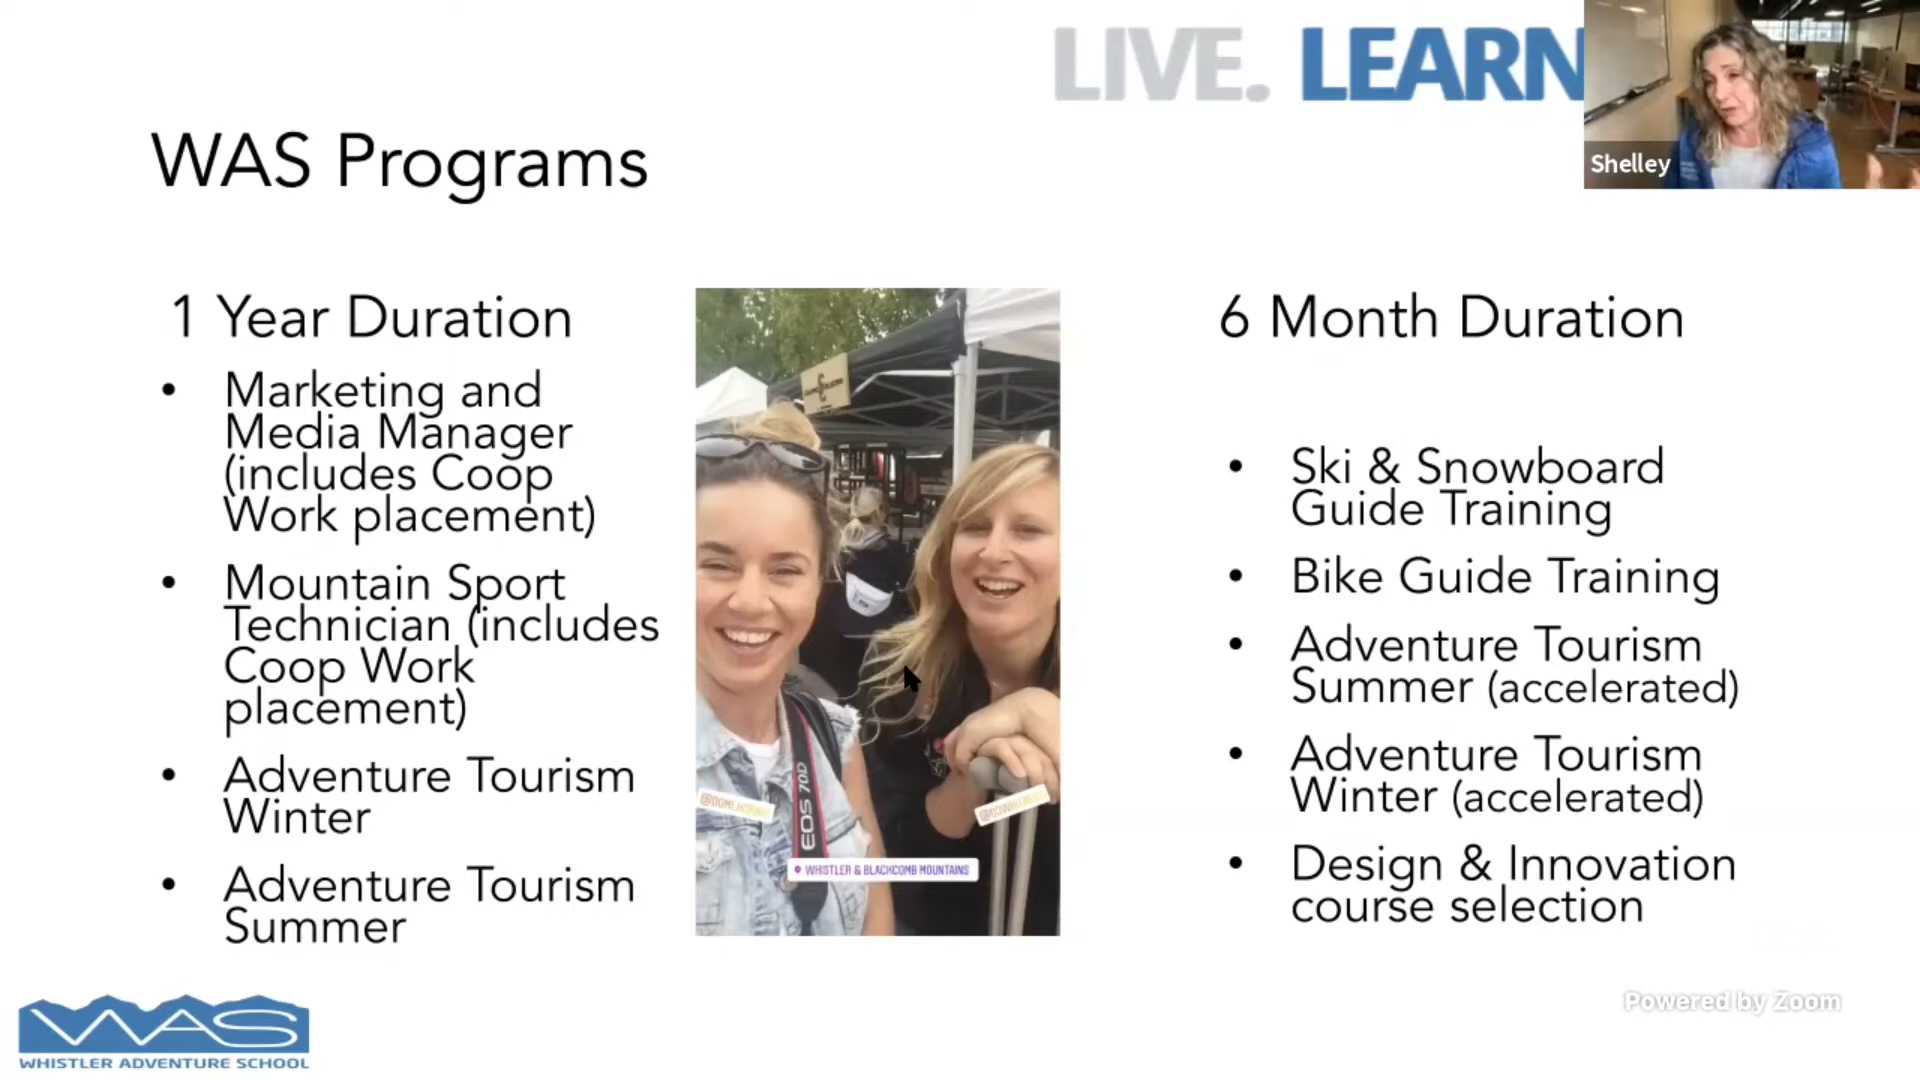 LIVE. LEARN
Shelley
WAS Programs
1 Year Duration
• Marketing and
Media Manager
(includes Coop
Work placement)
• Mountain Sport
Technician (includes
Coop Work
placement)
• Adventure Tourism
Winter
• Adventure Tourism
Summer
EOS 70D
WHISTLER & BLACKCOMB MOUNTAINS
6 Month Duration
• Ski & Snowboard
Guide Training
• Bike Guide Training
• Adventure Tourism
Summer (accelerated)
• Adventure Tourism
Winter (accelerated)
• Design & Innovation
course selection
WAS
WHISTLER ADVENTURE SCHOOL
Powered by Zoom